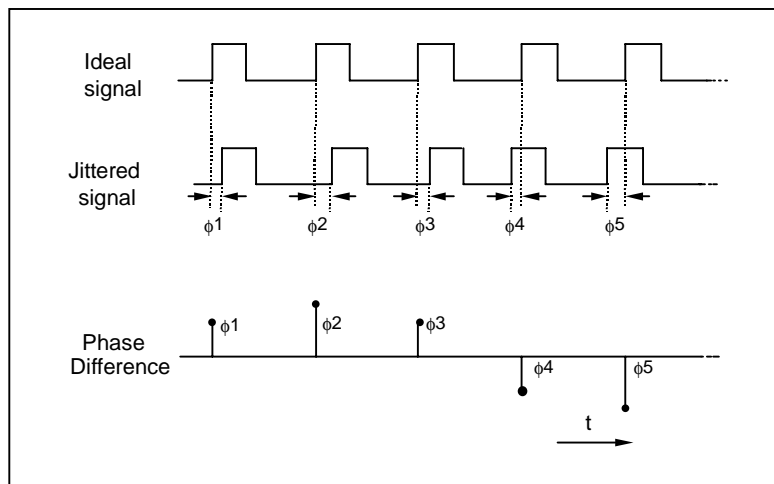 Ideal
signal
Jittered
signal
ϕ1 ϕ2 ϕ3 ϕ4 ϕ5
ϕ1 ϕ2 ϕ3 ϕ4 ϕ5
Phase
Difference
t